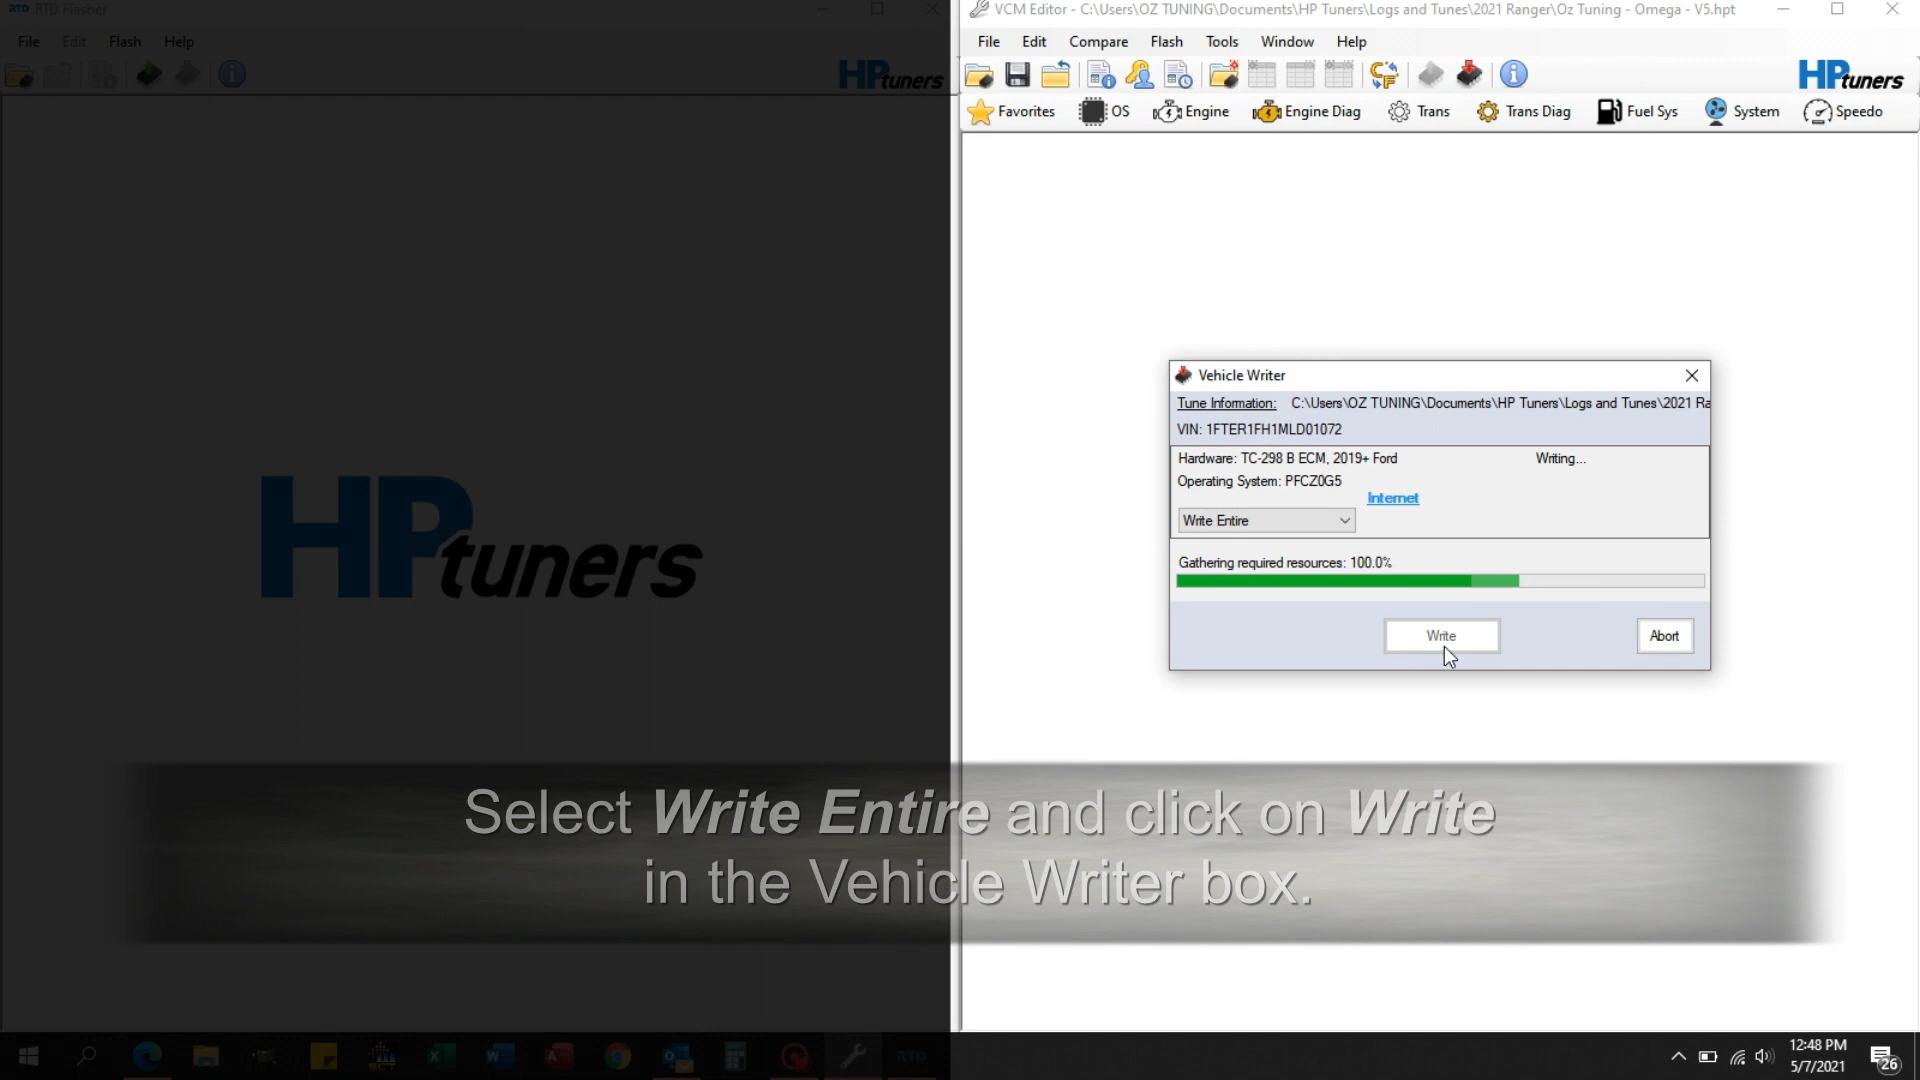 RTD RTD Flasher
File Edit Flash Help
HPtuners
HPtuners
VCM Editor - C:\Users\OZ TUNING\Documents\HP Tuners\Logs and Tunes\2021 Ranger\Oz Tuning - Omega - V5.hpt
File Edit Compare Flash Tools Window Help
HPtuners
Favorites OS Engine Engine Diag Trans Trans Diag Fuel Sys System Speedo
Vehicle Writer
Tune Information: C:\Users\OZ TUNING\Documents\HP Tuners\Logs and Tunes\2021 Ra
VIN: 1FTER1FH1MLD01072
Hardware: TC-298 B ECM, 2019+ Ford Writing...
Operating System: PFCZ0G5
Internet
Write Entire
Gathering required resources: 100.0%
Write Abort
Select Write Entire and click on Write
in the Vehicle Writer box.
SCT
RTD
12:48 PM
5/7/2021
26